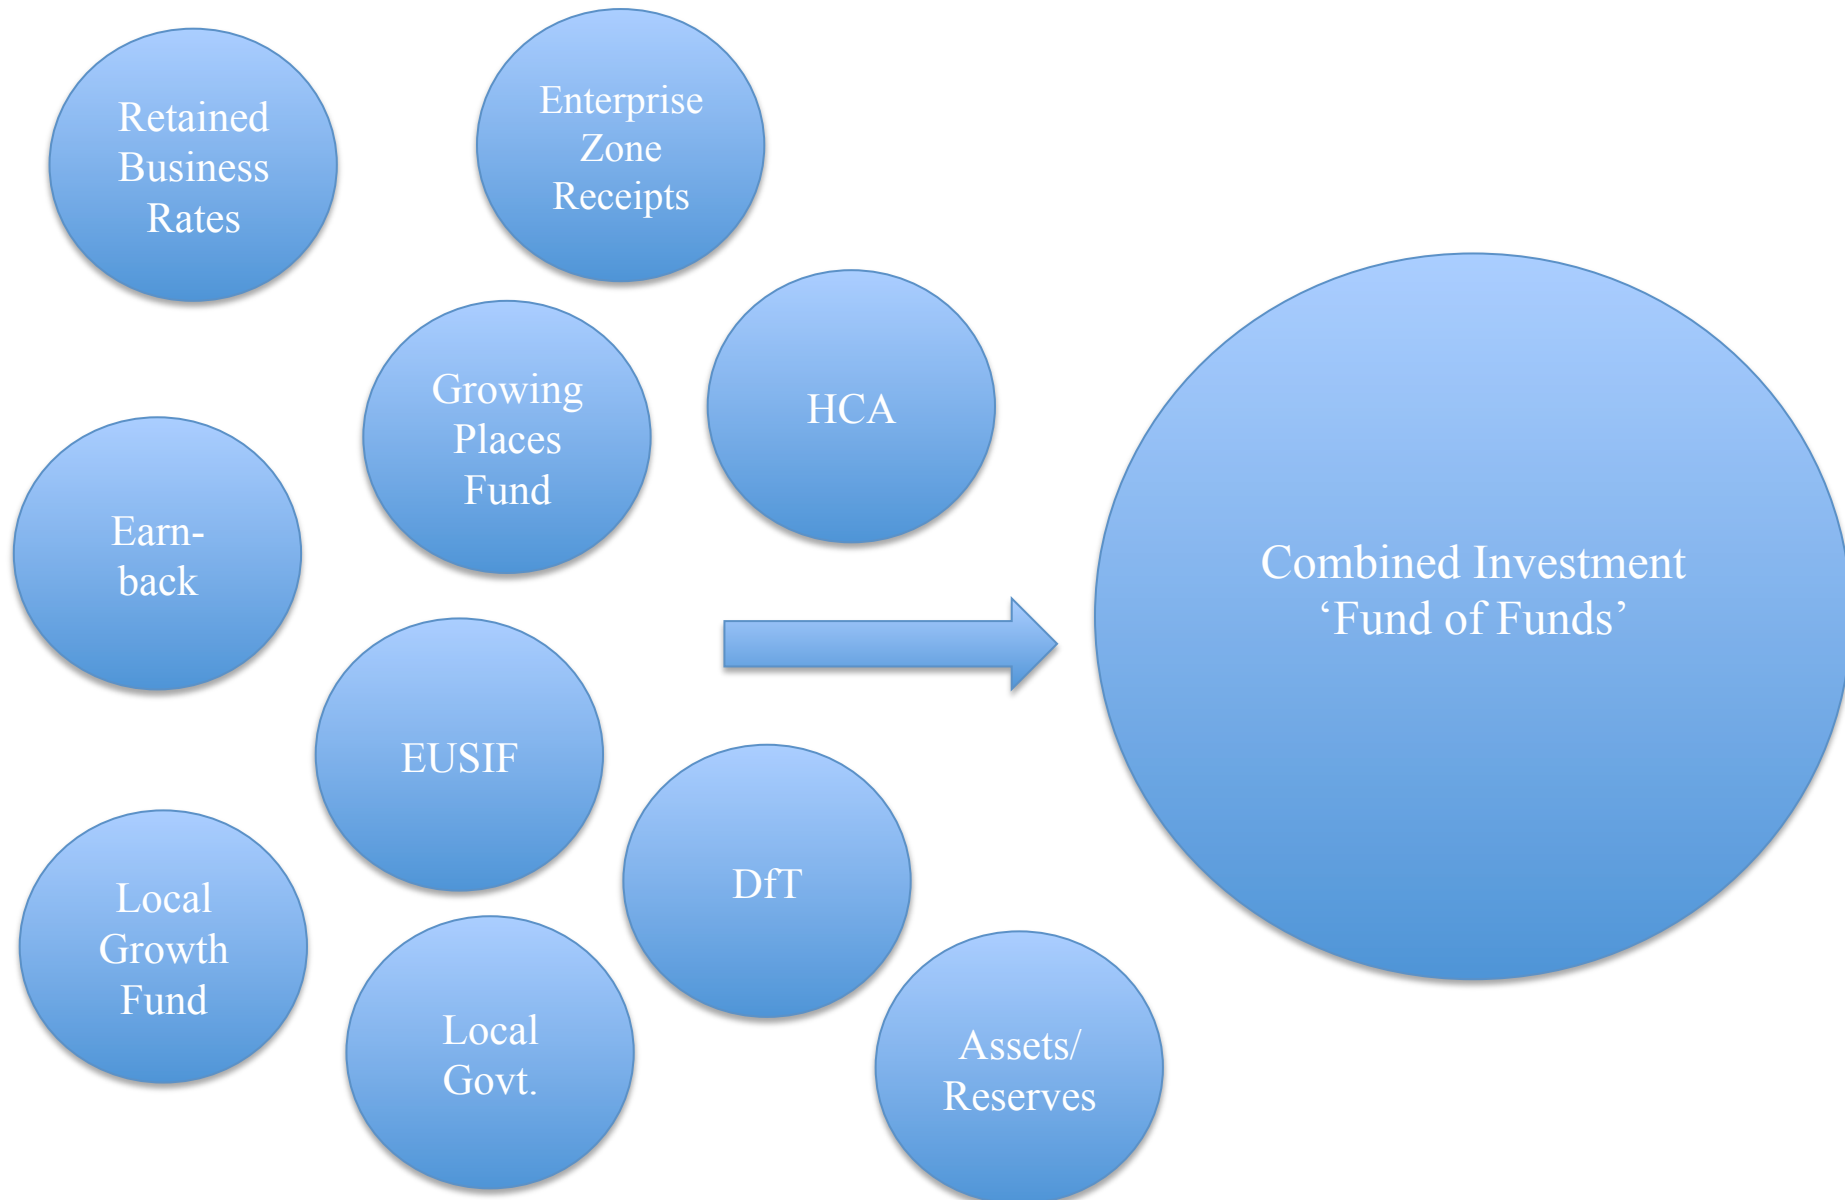 Retained
Business
Rates
Enterprise
Zone
Receipts
Growing
Places
Fund
HCA
Earn-
back
Combined Investment
‘Fund of Funds’
EUSIF
DfT
Local
Growth
Fund
Local
Govt.
Assets/
Reserves